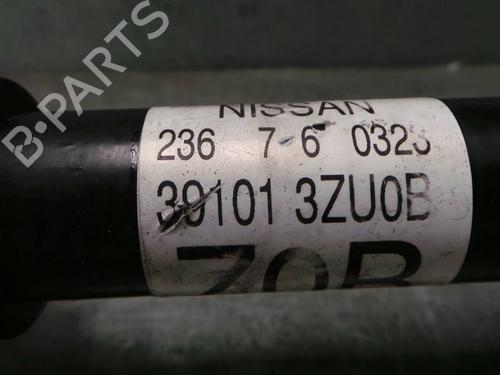 NISSAN
236 7 6 0323
39101 3ZU0B
Z0B
B-PARTS